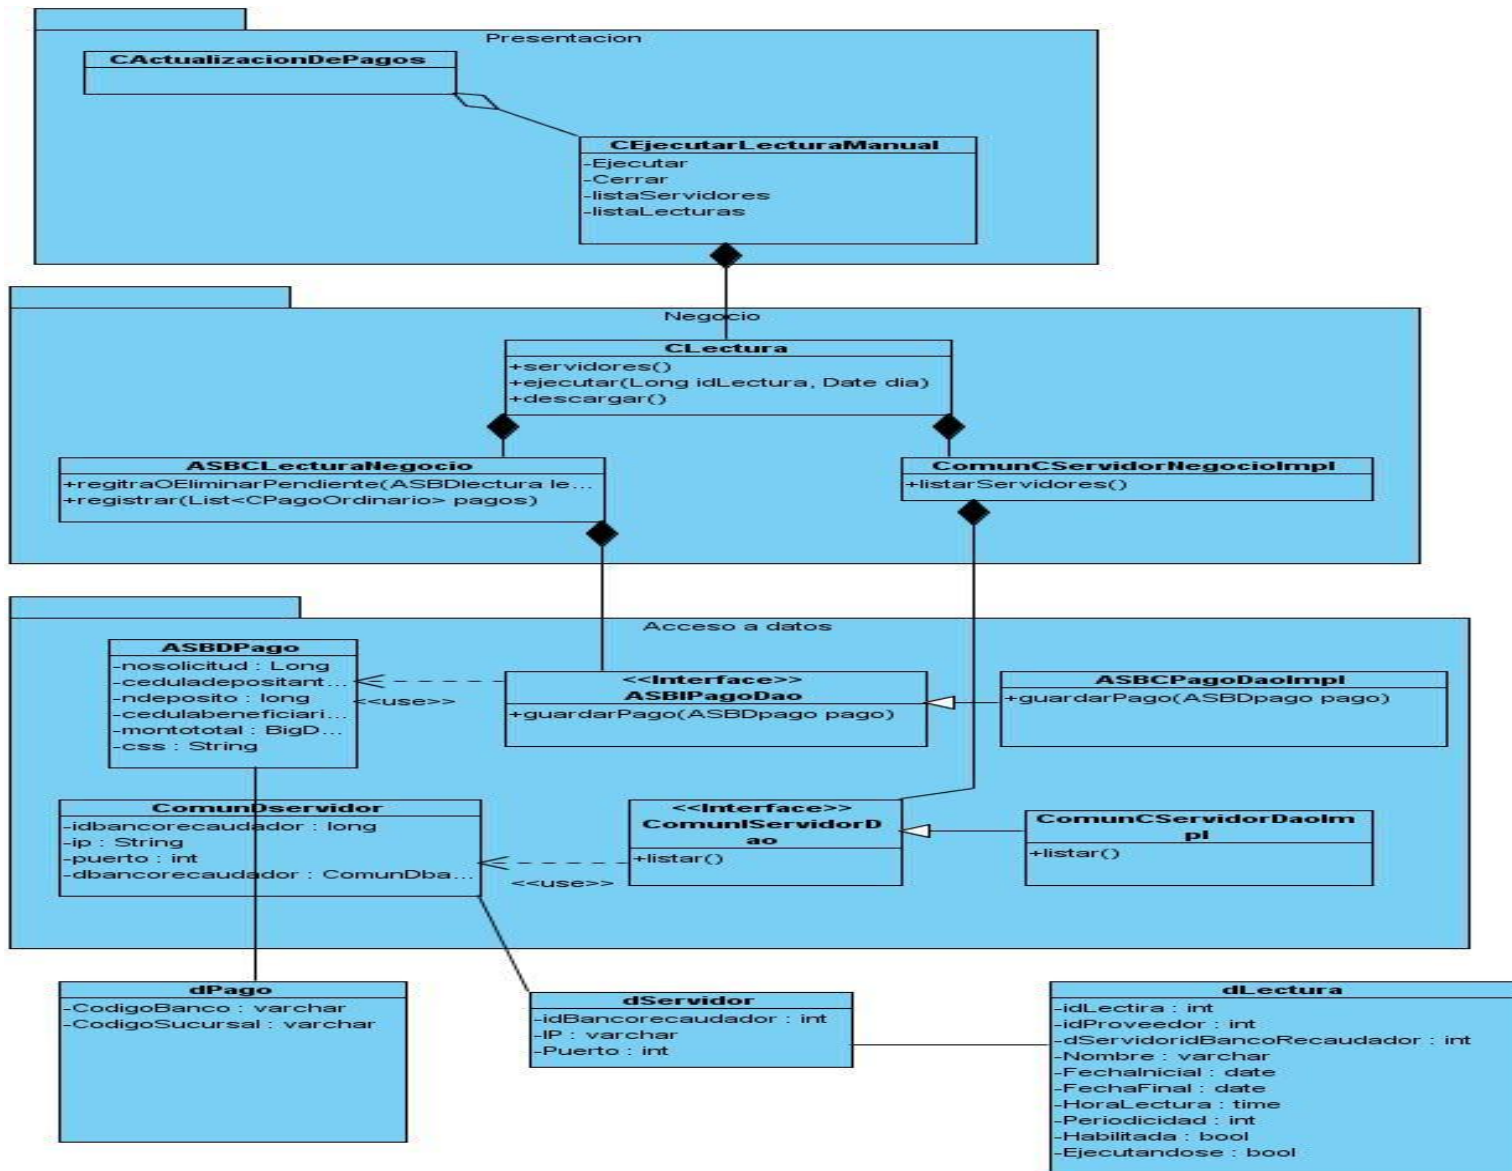 Presentacion
CActualizacionDePagos
CEjecutarLecturaManual
-Ejecutar
-Cerrar
-listaServidores
-listaLecturas
Negocio
CLectura
+servidores()
+ejecutar(Long idLectura, Date dia)
+descargar()
ASBCLecturaNegocio
+regitraOEliminarPendiente(ASBDlectura le...
+registrar(List<CPagoOrdinario> pagos)
ComunCServidorNegocioImpl
+listarServidores()
Acceso a datos
ASBDPago
-nosolicitud : Long
-ceduladepositant...
-ndeposito : long
-cedulabeneficiari...
-montototal : BigD...
-css : String
<<use>>
<<Interface>>
ASBIPagoDao
+guardarPago(ASBDpago pago)
ASBCPagoDaoImpl
+guardarPago(ASBDpago pago)
ComunDservidor
-idbancorecaudador : long
-ip : String
-puerto : int
-dbancorecaudador : ComunDba...
<<use>>
<<Interface>>
ComunIServidorD
ao
+listar()
ComunCServidorDaoIm
pl
+listar()
dPago
-CodigoBanco : varchar
-CodigoSucursal : varchar
dServidor
-idBancorecaudador : int
-IP : varchar
-Puerto : int
dLectura
-idLectira : int
-idProveedor : int
-dServidoridBancoRecaudador : int
-Nombre : varchar
-FechaInicial : date
-FechaFinal : date
-HoraLectura : time
-Periodicidad : int
-Habilitada : bool
-Ejecutandose : bool